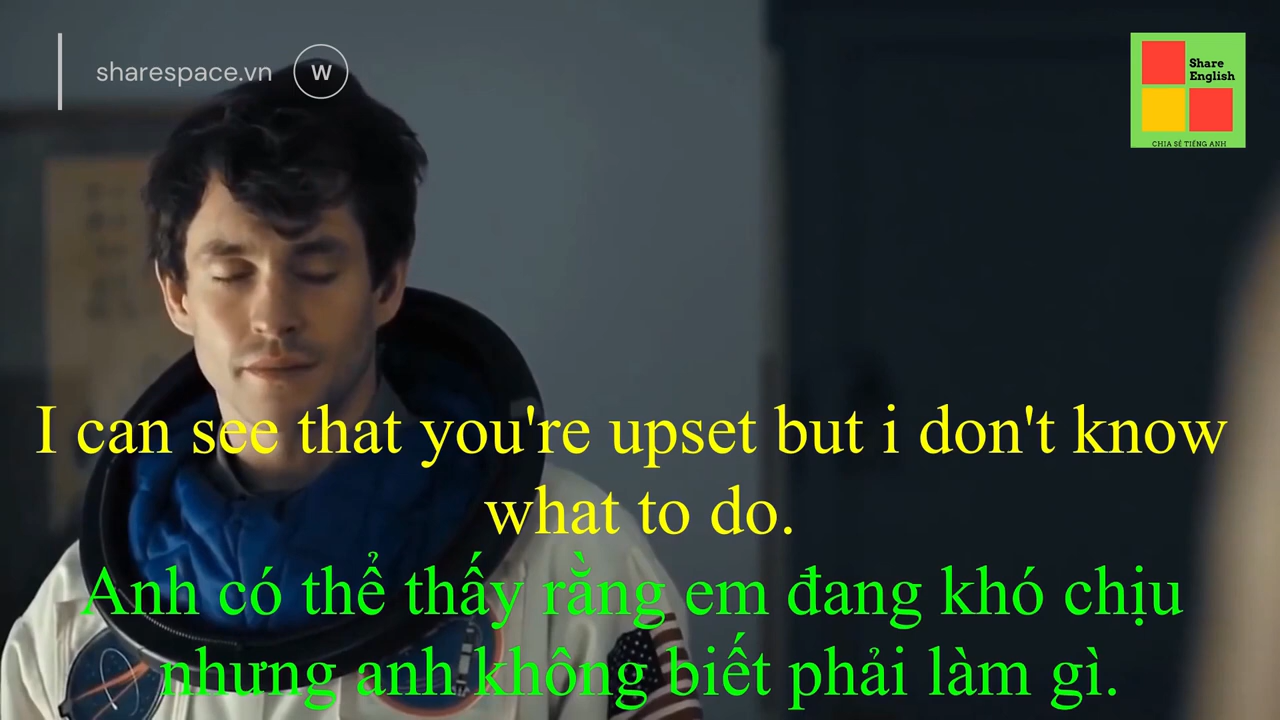 sharespace.vn
W
Share
English
CHIA SẺ TIẾNG ANH
I can see that you're upset but i don't know
what to do.
Anh có thể thấy rằng em đang khó chịu
nhưng anh không biết phải làm gì.